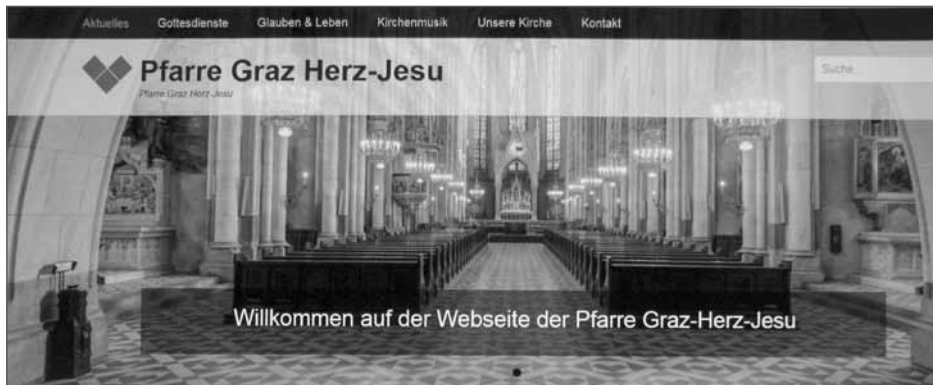 Aktuelles Gottesdienste Glauben & Leben Kirchenmusik Unsere Kirche Kontakt
Pfarre Graz Herz-Jesu
Suche...
Pfarre Graz Herz-Jesu
Willkommen auf der Webseite der Pfarre Graz-Herz-Jesu